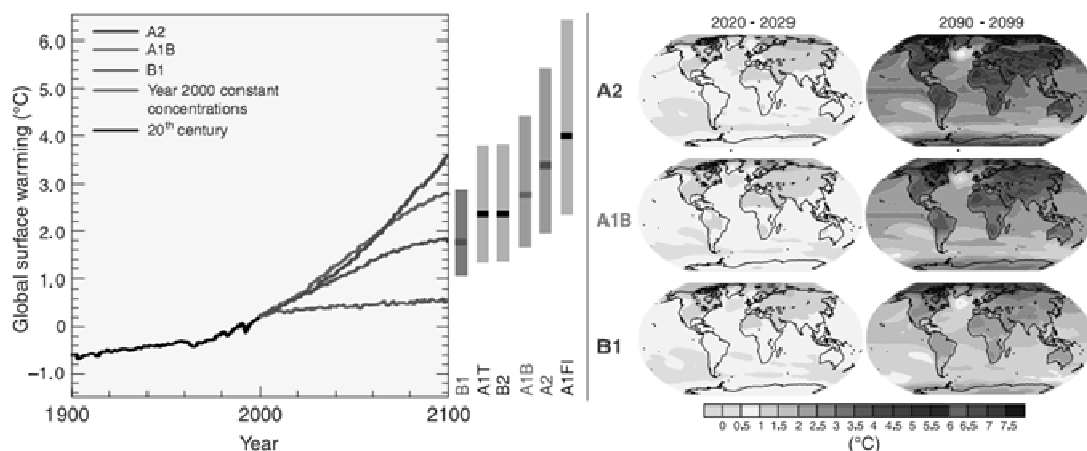 6.0
5.0
4.0
3.0
2.0
1.0
0
−1.0
Global surface warming (°C)
A2
A1B
B1
Year 2000 constant
concentrations
20th century
1900
2000
2100
Year
B1
A1T
B2
A1B
A2
A1FI
2020 - 2029
2090 - 2099
A2
A1B
B1
0 0.5 1 1.5 2 2.5 3 3.5 4 4.5 5 5.5 6 6.5 7 7.5
(°C)